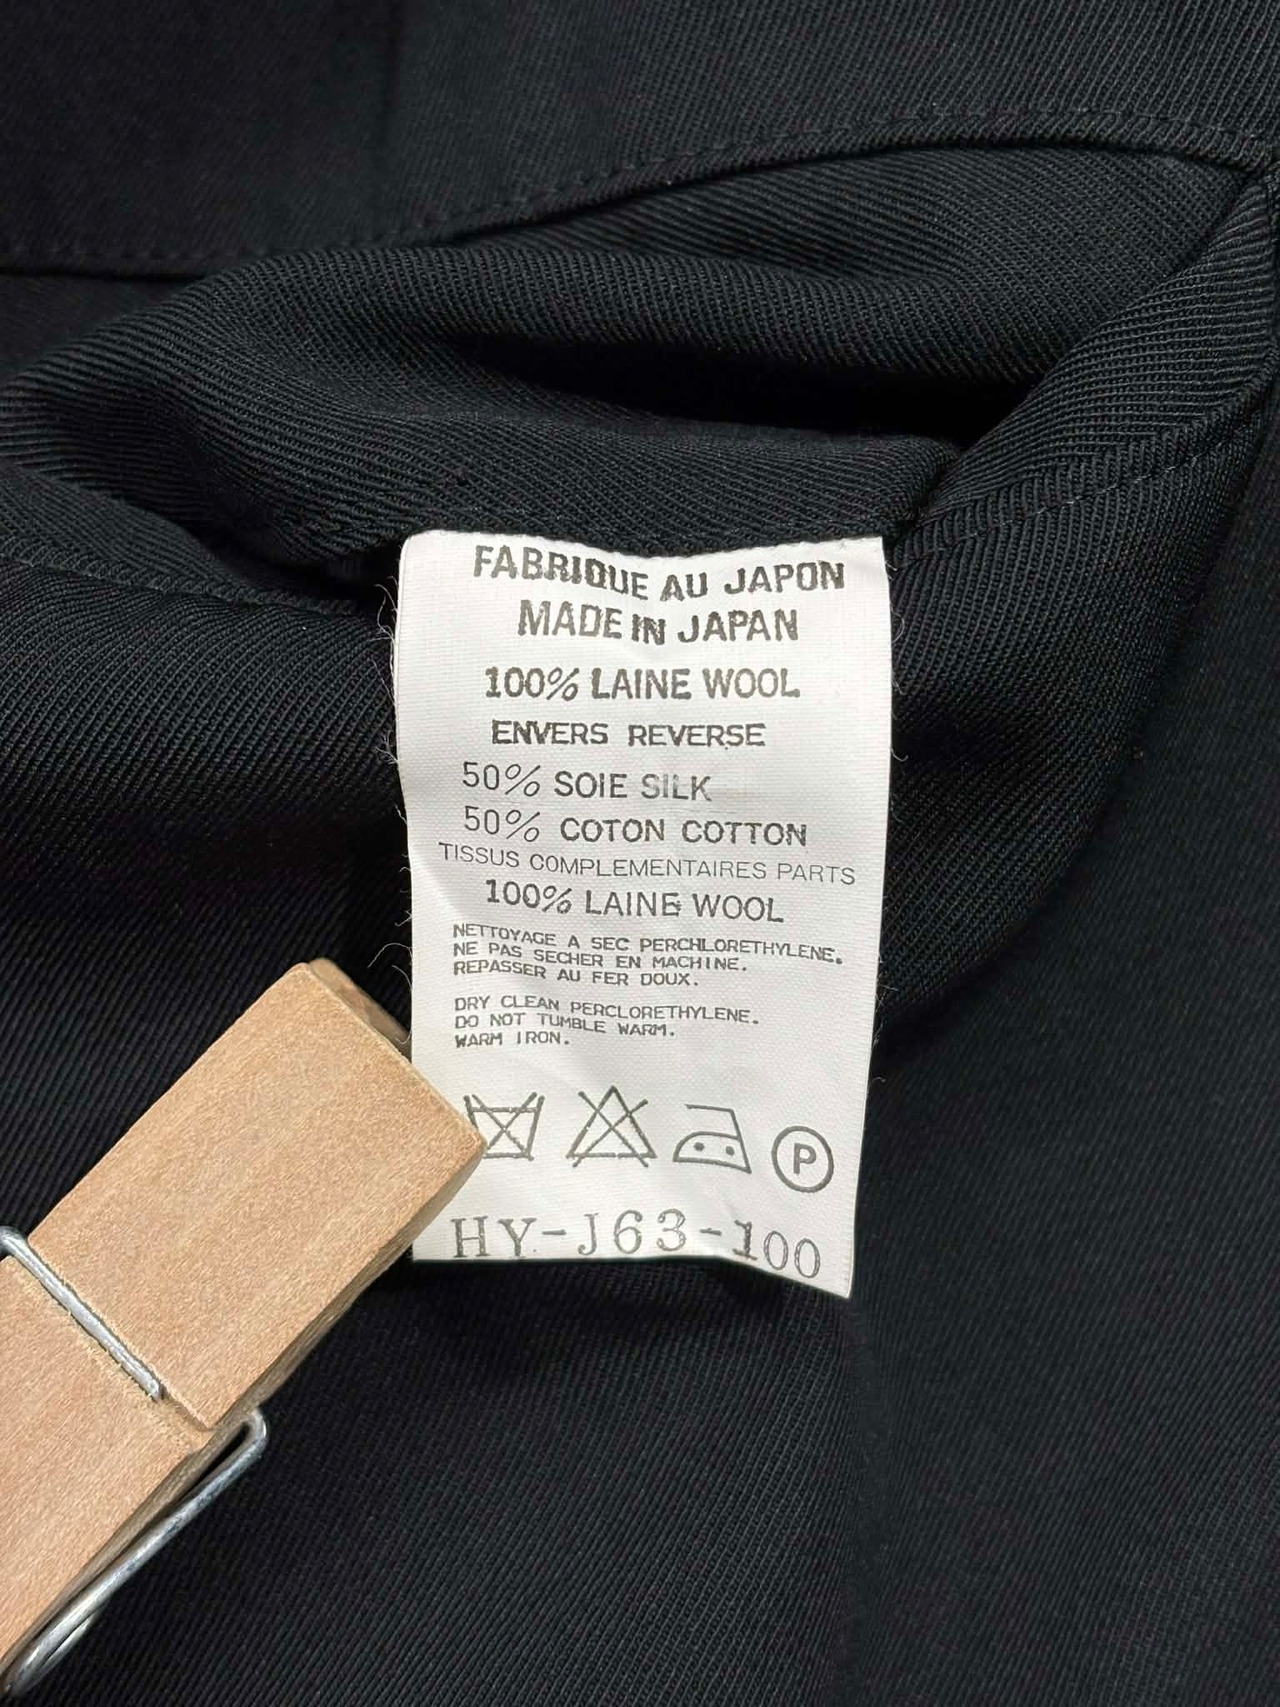 FABRIQUE AU JAPON
MADE IN JAPAN
100% LAINE WOOL
ENVERS REVERSE
50% SOIE SILK
50% COTON COTTON
TISSUS COMPLEMENTAIRES PARTS
100% LAINE WOOL
NETTOYAGE A SEC PERCHLORETHYLENE.
NE PAS SECHER EN MACHINE.
REPASSER AU FER DOUX.
DRY CLEAN PERCLORETHYLENE.
DO NOT TUMBLE WARM.
WARM IRON.
P
HY-J63-100